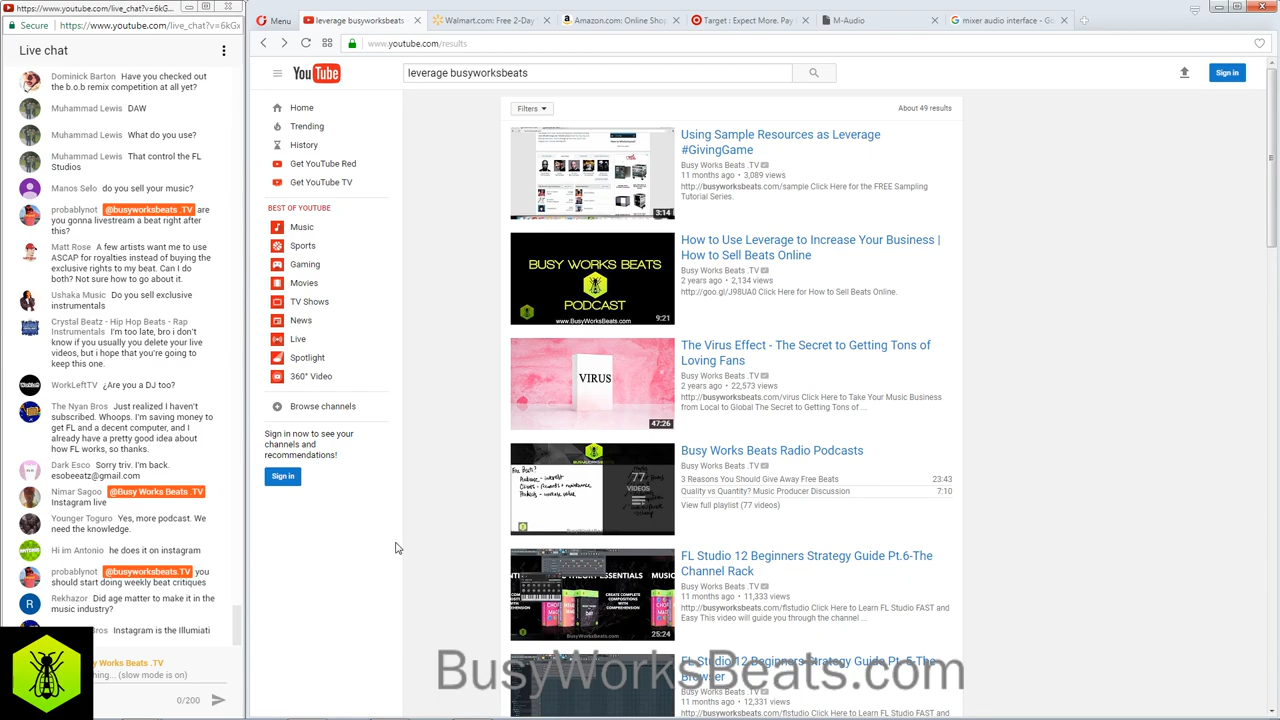 https://www.youtube.com/live_chat?v=6kG
Secure https://www.youtube.com/live_chat?v=6kGx
Live chat
Dominick Barton Have you checked out
the b.o.b remix competition at all yet?
Muhammad Lewis DAW
Muhammad Lewis What do you use?
Muhammad Lewis That control the FL
Studios
Manos Selo do you sell your music?
probablynot @busyworksbeats .TV are
you gonna livestream a beat right after
this?
Matt Rose A few artists want me to use
ASCAP for royalties instead of buying the
exclusive rights to my beat. Can I do
both? Not sure how to go about it.
Ushaka Music Do you sell exclusive
instrumentals
Crystal Beatz - Hip Hop Beats - Rap
Instrumentals I'm too late, bro i don't
know if you usually you delete your live
videos, but i hope that you're going to
keep this one.
WorkLeftTV ¿Are you a DJ too?
The Nyan Bros Just realized I haven't
subscribed. Whoops. I'm saving money to
get FL and a decent computer, and I
already have a pretty good idea about
how FL works, so thanks.
Dark Esco Sorry triv. I'm back.
esobeeatz@gmail.com
Nimar Sagoo @Busy Works Beats .TV
Instagram live
Younger Toguro Yes, more podcast. We
need the knowledge.
Hi im Antonio he does it on instagram
probablynot @busyworksbeats.TV you
should start doing weekly beat critiques
Rekhazor Did age matter to make it in the
music industry?
ros Instagram is the Illumiati
y Works Beats .TV
thing... (slow mode is on)
0/200
Menu
leverage busyworksbeats
Walmart.com: Free 2-Day
Amazon.com: Online Shop
Target : Expect More. Pay
M-Audio
mixer audio interface - Go
www.youtube.com/results
YouTube
leverage busyworksbeats
Sign in
Home
Trending
History
Get YouTube Red
Get YouTube TV
BEST OF YOUTUBE
Music
Sports
Gaming
Movies
TV Shows
News
Live
Spotlight
360° Video
Browse channels
Sign in now to see your
channels and
recommendations!
Sign in
Filters
About 49 results
3:14
Using Sample Resources as Leverage
#GivingGame
Busy Works Beats .TV
11 months ago • 3,089 views
http://busyworksbeats.com/sample Click Here for the FREE Sampling
Tutorial Series.
BUSY WORKS BEATS
PODCAST
www.BusyWorksBeats.com
9:21
How to Use Leverage to Increase Your Business |
How to Sell Beats Online
Busy Works Beats .TV
2 years ago • 2,134 views
http://goo.gl/J98UA0 Click Here for How to Sell Beats Online.
VIRUS
47:26
The Virus Effect - The Secret to Getting Tons of
Loving Fans
Busy Works Beats .TV
2 years ago • 22,573 views
http://busyworksbeats.com/virus Click Here to Take Your Music Business
from Local to Global The Secret to Getting Tons of ...
77
VIDEOS
Busy Works Beats Radio Podcasts
Busy Works Beats .TV
3 Reasons You Should Give Away Beats 23:43
Quality vs Quantity? Music Producer Discussion 7:10
View full playlist (77 videos)
BusyWorksBeats.com
25:24
FL Studio 12 Beginners Strategy Guide Pt.6-The
Channel Rack
Busy Works Beats .TV
11 months ago • 11,333 views
http://busyworksbeats.com/flstudio Click Here to Learn FL Studio FAST and
Easy This video will guide you through the channel ...
FL Studio 12 Beginners Strategy Guide Pt. 5-The
Browser
Busy Works Beats .TV
11 months ago • 12,331 views
http://busyworksbeats.com/flstudio Click Here to Learn FL Studio FAST and
BusyWorksBeats.com